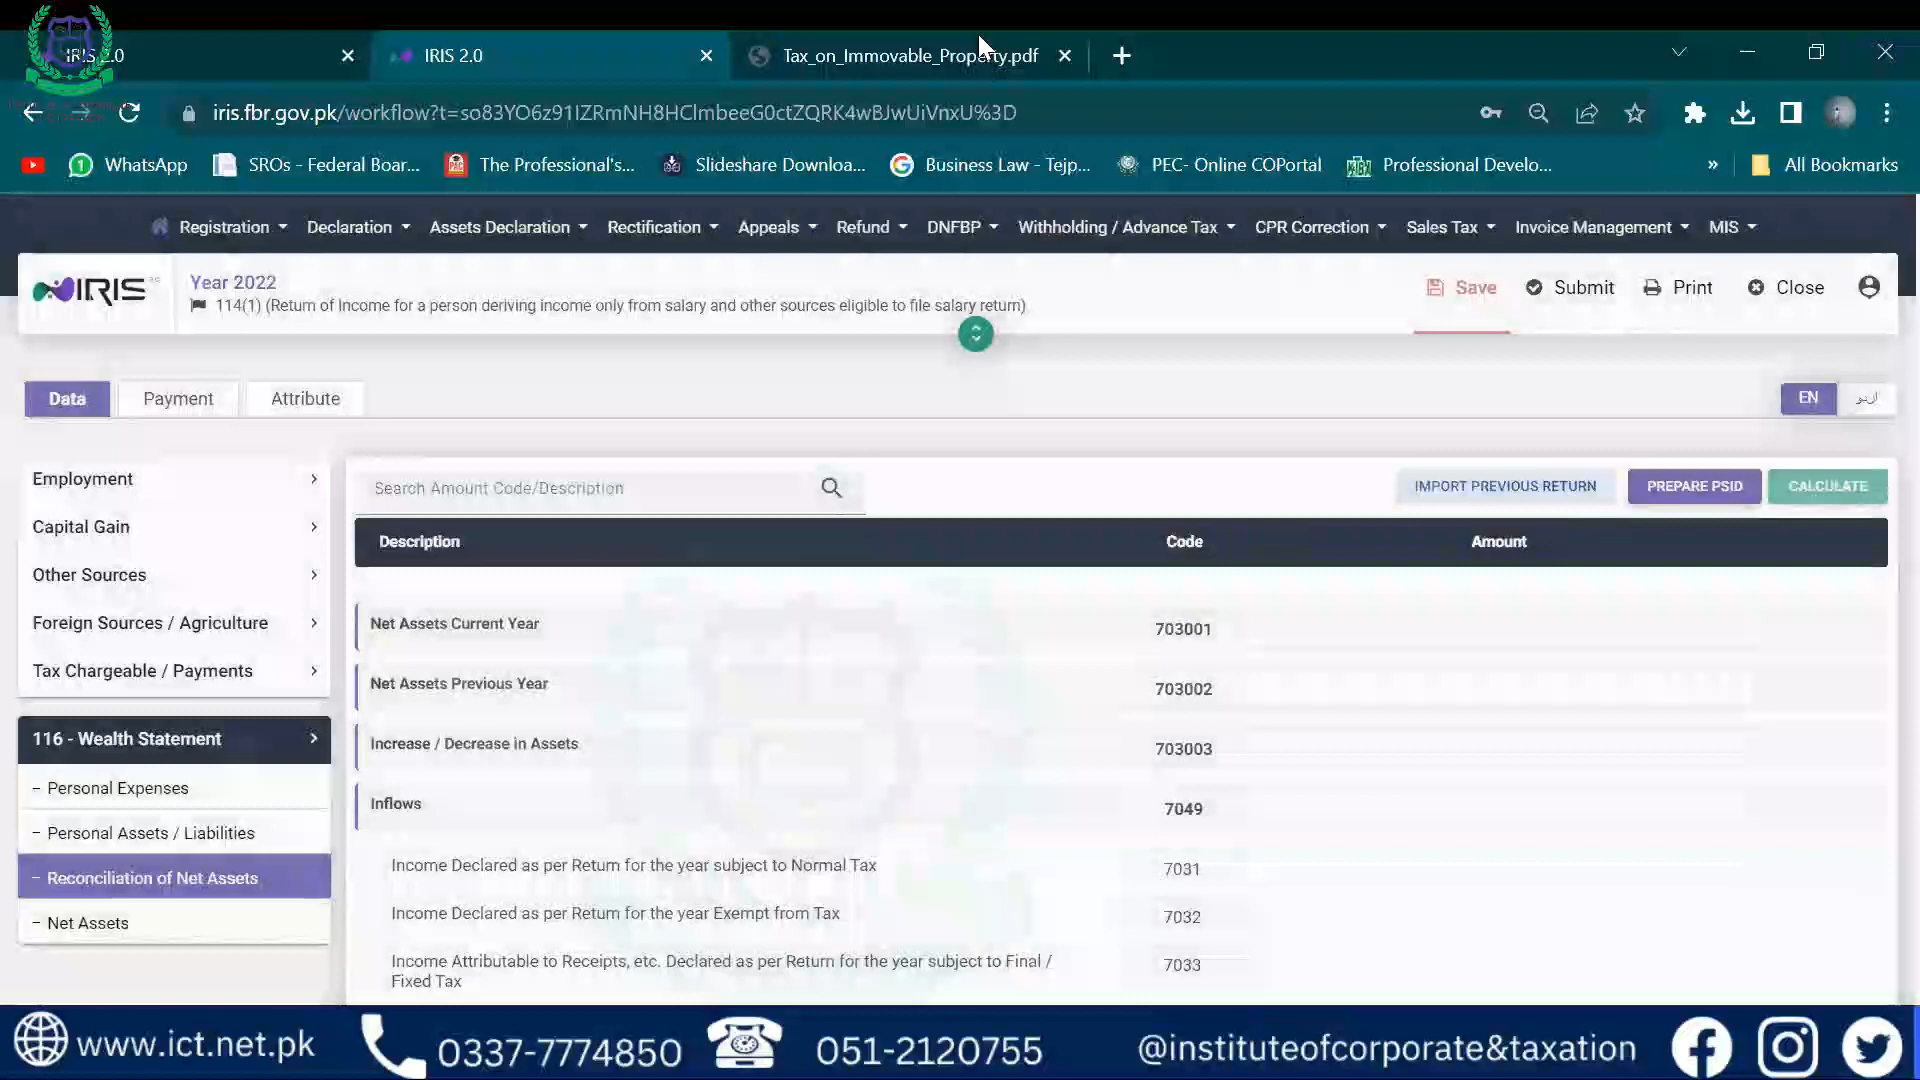 IRIS 2.0
IRIS 2.0
Tax_on_Immovable_Property.pdf
iris.fbr.gov.pk/workflow?t=so83YO6z91IZRmNH8HClmbeeG0ctZQRK4wBJwUiVnxU%3D
WhatsApp
SROs - Federal Boar...
The Professional's...
Slideshare Downloa...
Business Law - Tejp...
PEC- Online COPortal
Professional Develo...
»
All Bookmarks
Registration
Declaration
Assets Declaration
Rectification
Appeals
Refund
DNFBP
Withholding / Advance Tax
CPR Correction
Sales Tax
Invoice Management
MIS
IRIS
Year 2022
114(1) (Return of Income for a person deriving income only from salary and other sources eligible to file salary return)
Save
Submit
Print
Close
Data
Payment
Attribute
EN
اردو
Employment
Capital Gain
Other Sources
Foreign Sources / Agriculture
Tax Chargeable / Payments
116 - Wealth Statement
– Personal Expenses
– Personal Assets / Liabilities
– Reconciliation of Net Assets
– Net Assets
Search Amount Code/Description
IMPORT PREVIOUS RETURN
PREPARE PSID
CALCULATE
Description Code Amount
Net Assets Current Year 703001
Net Assets Previous Year 703002
Increase / Decrease in Assets 703003
Inflows 7049
Income Declared as per Return for the year subject to Normal Tax 7031
Income Declared as per Return for the year Exempt from Tax 7032
Income Attributable to Receipts, etc. Declared as per Return for the year subject to Final / 7033
Fixed Tax
www.ict.net.pk
0337-7774850
051-2120755
@instituteofcorporate&taxation